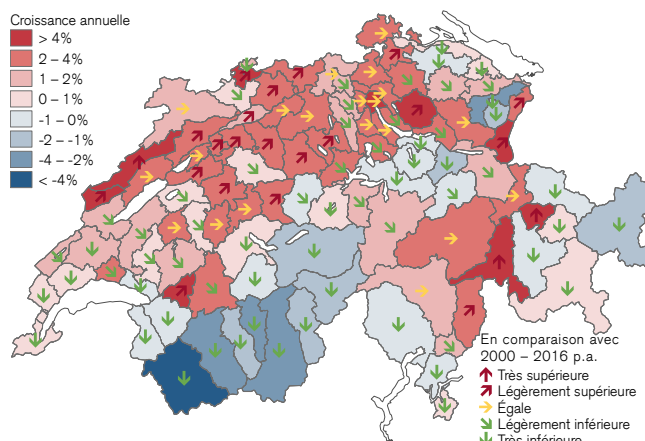 Croissance annuelle
> 4%
2 – 4%
1 – 2%
0 – 1%
-1 – 0%
-2 – -1%
-4 – -2%
< -4%
En comparaison avec
2000 – 2016 p.a.
Très supérieure
Légèrement supérieure
Égale
Légèrement inférieure
Très inférieure